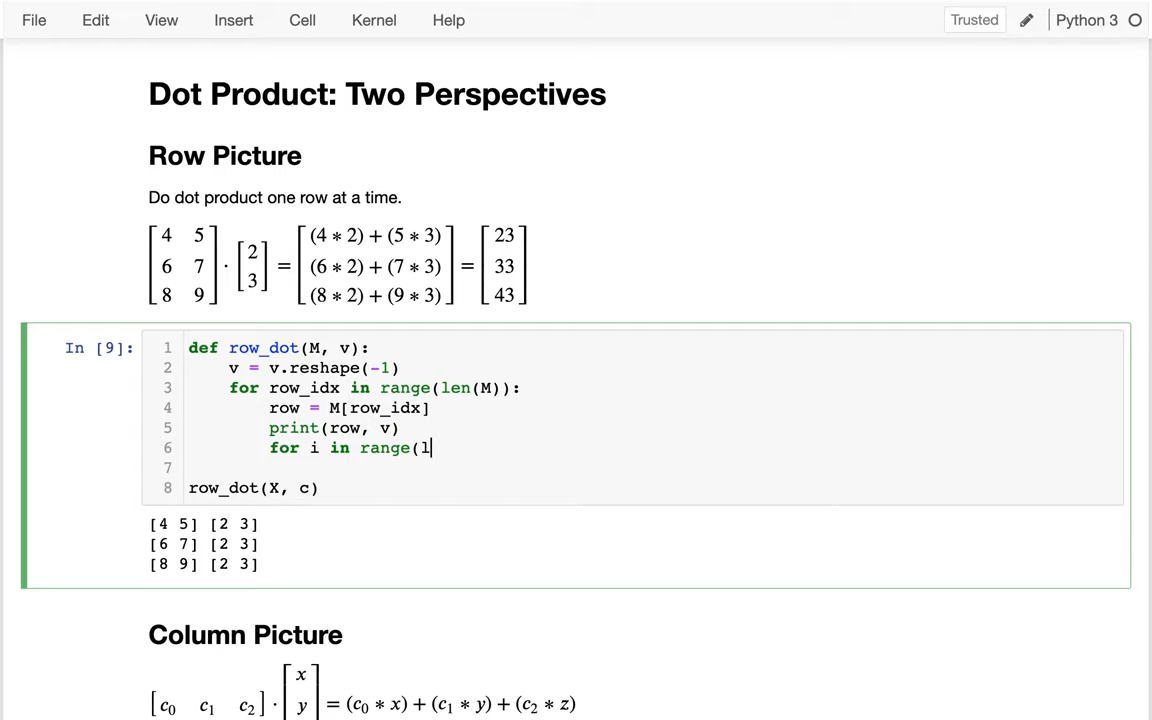 File Edit View Insert Cell Kernel Help Trusted Python 3
Dot Product: Two Perspectives
Row Picture
Do dot product one row at a time.
[4 5; 6 7; 8 9] · [2; 3] = [(4 * 2) + (5 * 3); (6 * 2) + (7 * 3); (8 * 2) + (9 * 3)] = [23; 33; 43]
In [9]:
1 def row_dot(M, v):
2     v = v.reshape(-1)
3     for row_idx in range(len(M)):
4         row = M[row_idx]
5         print(row, v)
6         for i in range(l
7
8 row_dot(X, c)
[4 5] [2 3]
[6 7] [2 3]
[8 9] [2 3]
Column Picture
[c₀ c₁ c₂] · [x y = (c₀ * x) + (c₁ * y) + (c₂ * z)